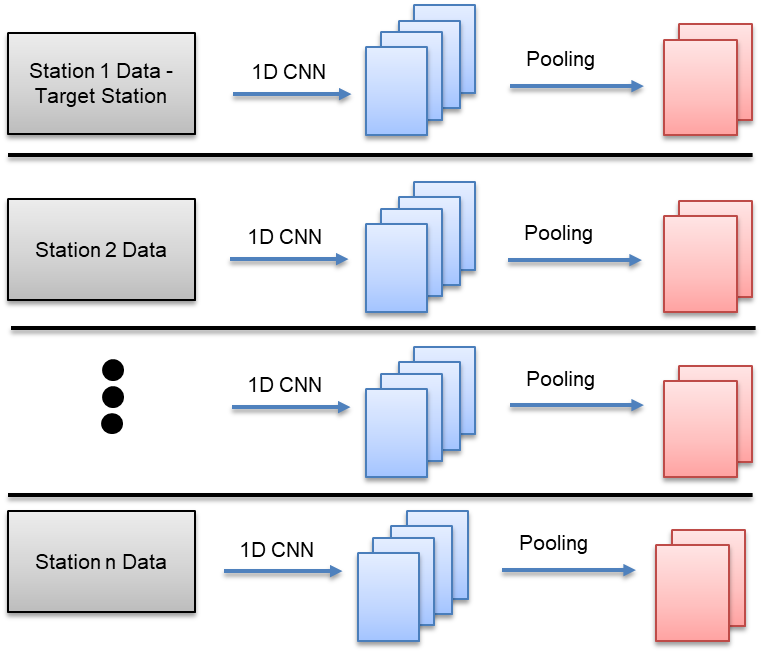 Station 1 Data -
Target Station
1D CNN
Pooling
Station 2 Data
1D CNN
Pooling
1D CNN
Pooling
Station n Data
1D CNN
Pooling